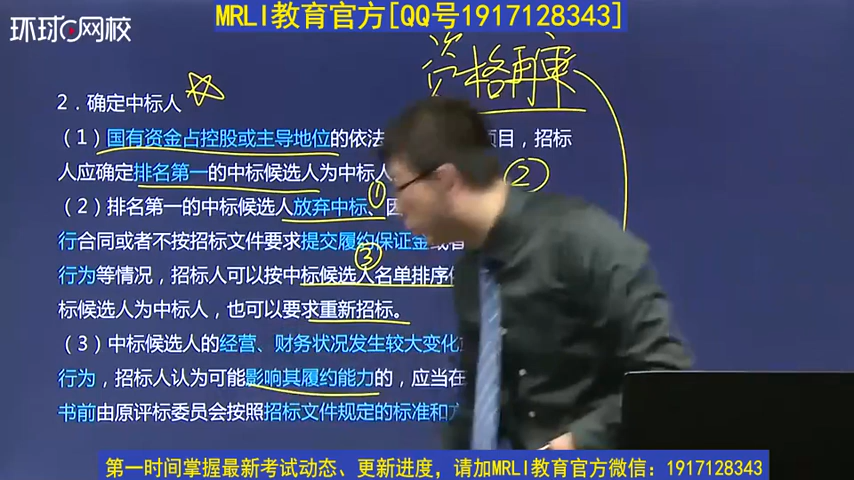 MRLI教育官方[QQ号1917128343]
环球网校
资格再审
2．确定中标人
（1）国有资金占控股或主导地位的依法 项目，招标
人应确定排名第一的中标候选人为中标人
（2）排名第一的中标候选人放弃中标、因
① ②
行合同或者不按招标文件要求提交履约保证金或者
③
行为等情况，招标人可以按中标候选人名单排序
标候选人为中标人，也可以要求重新招标。
（3）中标候选人的经营、财务状况发生较大变化
行为，招标人认为可能影响其履约能力的，应当在
书前由原评标委员会按照招标文件规定的标准和
第一时间掌握最新考试动态、更新进度，请加MRLI教育官方微信：1917128343